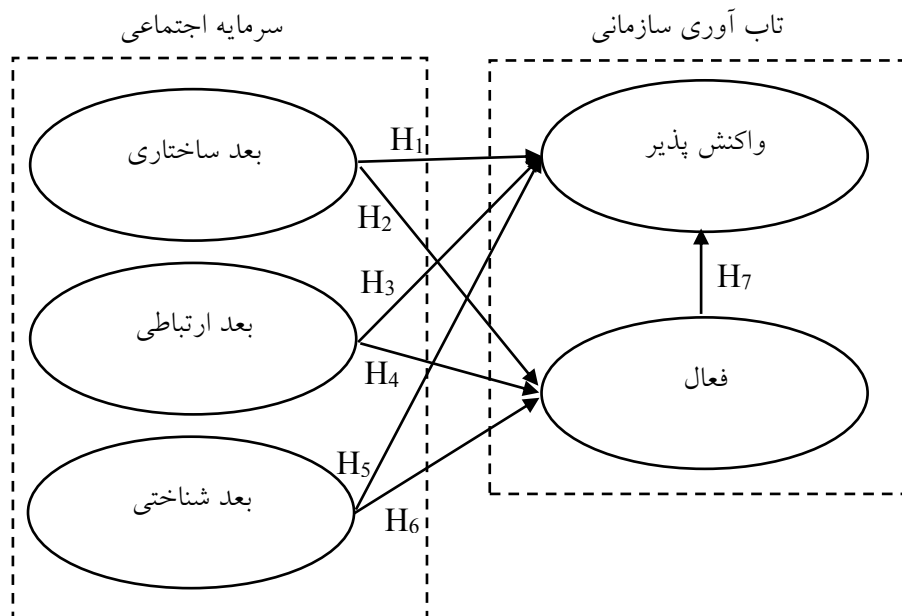 سرمایه اجتماعی
تاب آوری سازمانی
بعد ساختاری
H1
واکنش پذیر
H2
H3
بعد ارتباطی
H7
H4
فعال
H5
بعد شناختی
H6